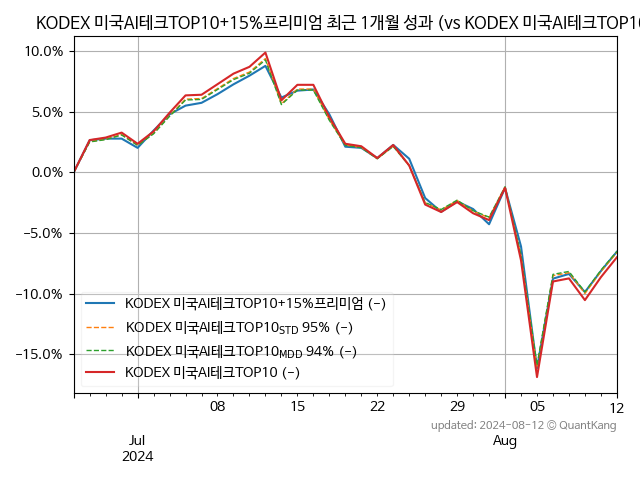 KODEX 미국AI테크TOP10+15%프리미엄 최근 1개월 성과 (vs KODEX 미국AI테크TOP10
10.0%
5.0%
0.0%
−5.0%
−10.0%
−15.0%
KODEX 미국AI테크TOP10+15%프리미엄 (-)
KODEX 미국AI테크TOP10STD 95% (-)
KODEX 미국AI테크TOP10MDD 94% (-)
KODEX 미국AI테크TOP10 (-)
08
15
22
29
05
12
Jul
2024
Aug
updated: 2024-08-12 © QuantKang